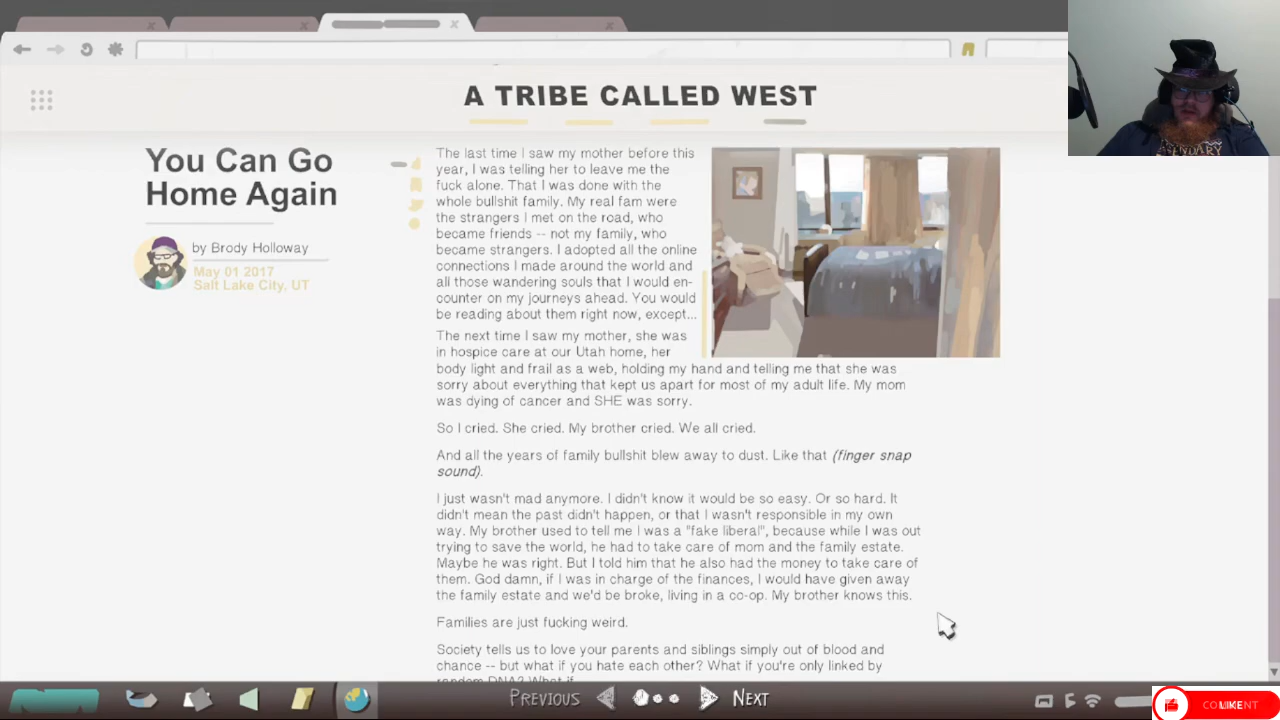 A TRIBE CALLED WEST
You Can Go
Home Again
by Brody Holloway
May 01 2017
Salt Lake City, UT
The last time I saw my mother before this
year, I was telling her to leave me the
fuck alone. That I was done with the
whole bullshit family. My real fam were
the strangers I met on the road, who
became friends -- not my family, who
became strangers. I adopted all the online
connections I made around the world and
all those wandering souls that I would en-
counter on my journeys ahead. You would
be reading about them right now, except...
The next time I saw my mother, she was
in hospice care at our Utah home, her
body light and frail as a web, holding my hand and telling me that she was
sorry about everything that kept us apart for most of my adult life. My mom
was dying of cancer and SHE was sorry.
So I cried. She cried. My brother cried. We all cried.
And all the years of family bullshit blew away to dust. Like that (finger snap
sound).
I just wasn't mad anymore. I didn't know it would be so easy. Or so hard. It
didn't mean the past didn't happen, or that I wasn't responsible in my own
way. My brother used to tell me I was a "fake liberal", because while I was out
trying to save the world, he had to take care of mom and the family estate.
Maybe he was right. But I told him that he also had the money to take care of
them. God damn, if I was in charge of the finances, I would have given away
the family estate and we'd be broke, living in a co-op. My brother knows this.
Families are just fucking weird.
Society tells us to love your parents and siblings simply out of blood and
chance -- but what if you hate each other? What if you're only linked by
random DNA? What if
PREVIOUS
NEXT
LIKE